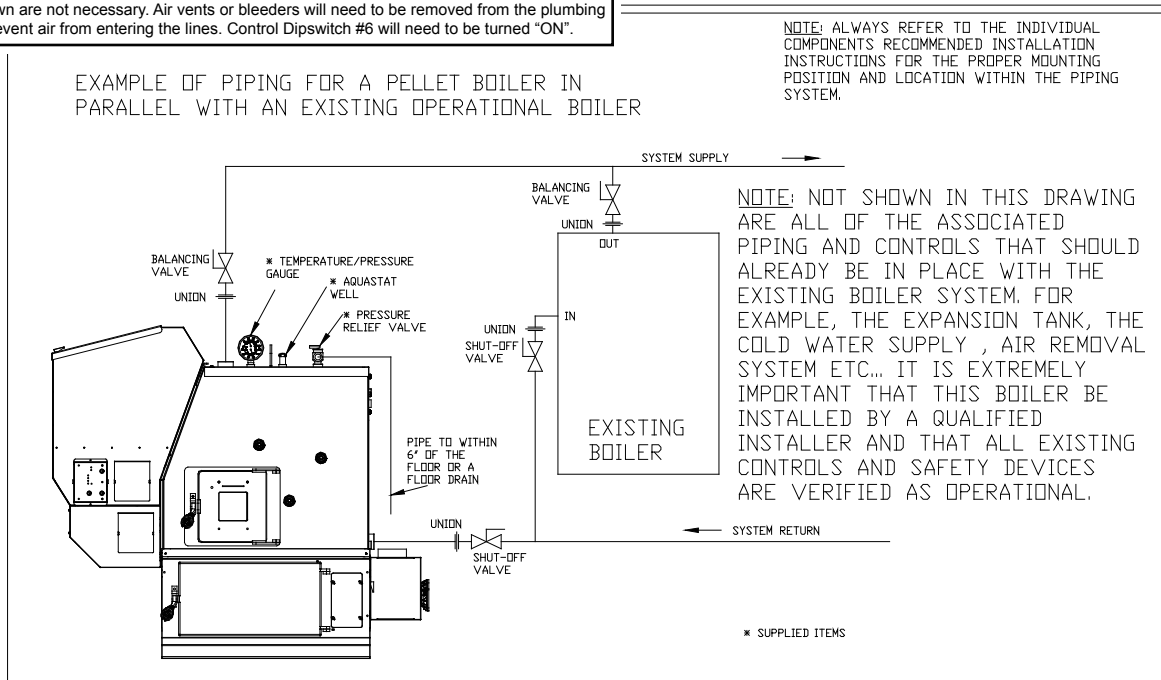 wn are not necessary. Air vents or bleeders will need to be removed from the plumbing
event air from entering the lines. Control Dipswitch #6 will need to be turned “ON”.
NOTE: ALWAYS REFER TO THE INDIVIDUAL
COMPONENTS RECOMMENDED INSTALLATION
INSTRUCTIONS FOR THE PROPER MOUNTING
POSITION AND LOCATION WITHIN THE PIPING
SYSTEM.
EXAMPLE OF PIPING FOR A PELLET BOILER IN
PARALLEL WITH AN EXISTING OPERATIONAL BOILER
SYSTEM SUPPLY
BALANCING
VALVE
UNION
OUT
BALANCING
VALVE
UNION
* TEMPERATURE/PRESSURE
GAUGE
* AQUASTAT
WELL
* PRESSURE
RELIEF VALVE
IN
UNION
SHUT-OFF
VALVE
EXISTING
BOILER
NOTE: NOT SHOWN IN THIS DRAWING
ARE ALL OF THE ASSOCIATED
PIPING AND CONTROLS THAT SHOULD
ALREADY BE IN PLACE WITH THE
EXISTING BOILER SYSTEM. FOR
EXAMPLE, THE EXPANSION TANK, THE
COLD WATER SUPPLY , AIR REMOVAL
SYSTEM ETC... IT IS EXTREMELY
IMPORTANT THAT THIS BOILER BE
INSTALLED BY A QUALIFIED
INSTALLER AND THAT ALL EXISTING
CONTROLS AND SAFETY DEVICES
ARE VERIFIED AS OPERATIONAL.
PIPE TO WITHIN
6" OF THE
FLOOR OR A
FLOOR DRAIN
UNION
SHUT-OFF
VALVE
SYSTEM RETURN
* SUPPLIED ITEMS